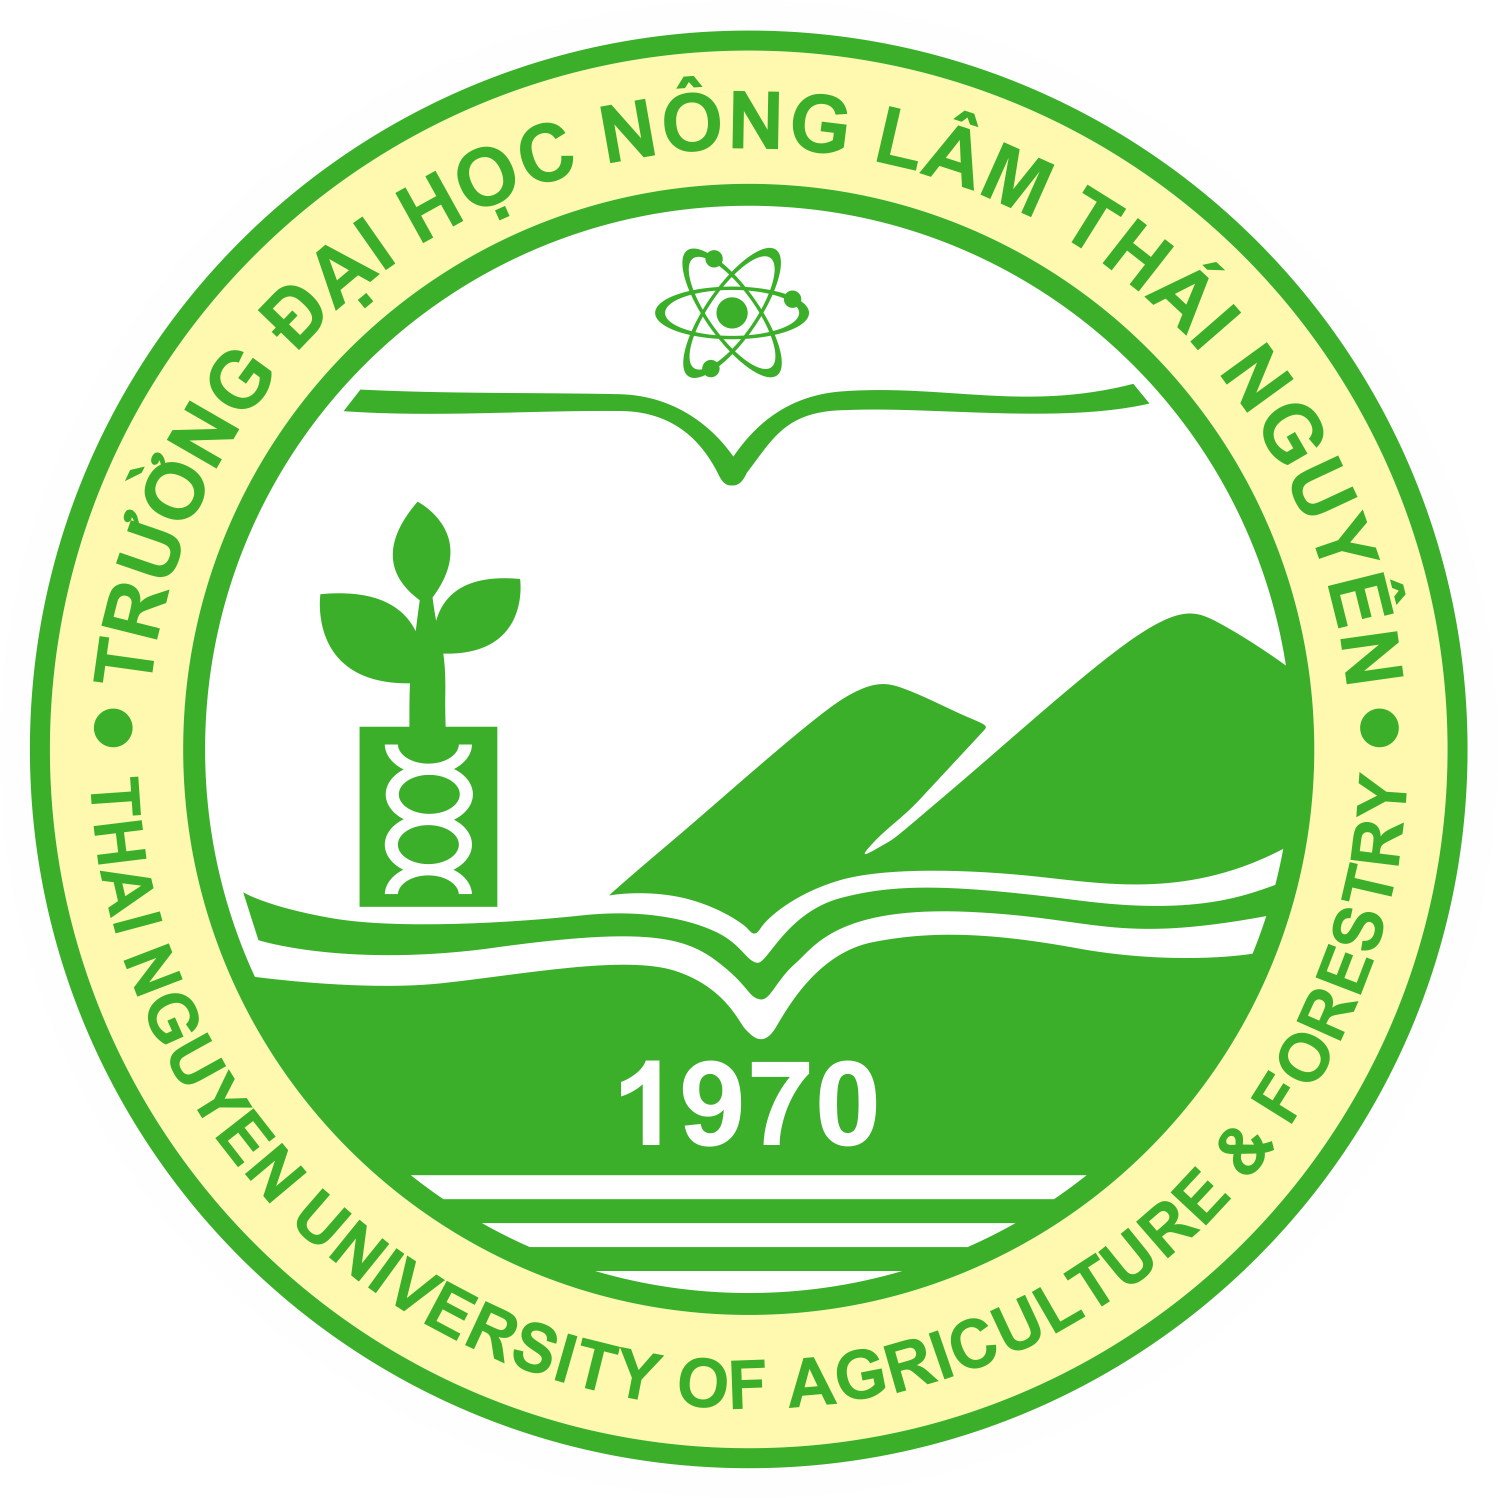 TRƯỜNG ĐẠI HỌC NÔNG LÂM THÁI NGUYÊN
1970
THAI NGUYEN UNIVERSITY OF AGRICULTURE & FORESTRY